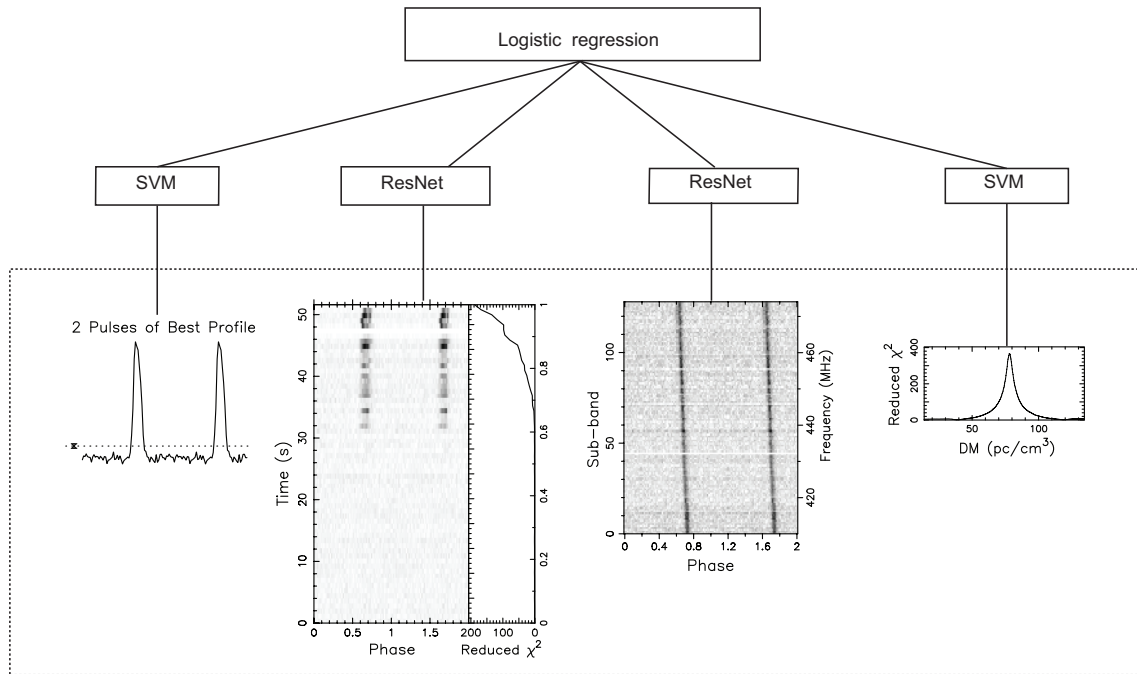 Logistic regression
SVM
ResNet
ResNet
SVM
2 Pulses of Best Profile
Time (s)
0 10 20 30 40 50
0 0.5 1 1.5
Phase
200 100 0
Reduced χ²
0 0.2 0.4 0.6 0.8 1
Sub−band
0 50 100
Frequency (MHz)
420 440 460
0 0.4 0.8 1.2 1.6 2
Phase
Reduced χ²
0 200 400
50 100
DM (pc/cm³)